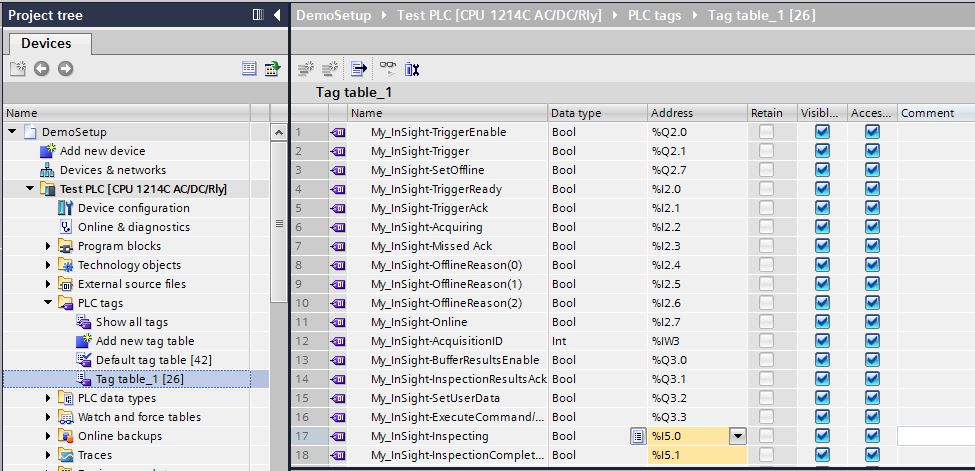 Project tree
DemoSetup Test PLC [CPU 1214C AC/DC/Rly] PLC tags Tag table_1 [26]
Devices
Tag table_1
Name
DemoSetup
Add new device
Devices & networks
Test PLC [CPU 1214C AC/DC/Rly]
Device configuration
Online & diagnostics
Program blocks
Technology objects
External source files
PLC tags
Show all tags
Add new tag table
Default tag table [42]
Tag table_1 [26]
PLC data types
Watch and force tables
Online backups
Traces
Name Data type Address Retain Visibl... Acces... Comment
1 My_InSight-TriggerEnable Bool %Q2.0
2 My_InSight-Trigger Bool %Q2.1
3 My_InSight-SetOffline Bool %Q2.7
4 My_InSight-TriggerReady Bool %I2.0
5 My_InSight-TriggerAck Bool %I2.1
6 My_InSight-Acquiring Bool %I2.2
7 My_InSight-Missed Ack Bool %I2.3
8 My_InSight-OfflineReason(0) Bool %I2.4
9 My_InSight-OfflineReason(1) Bool %I2.5
10 My_InSight-OfflineReason(2) Bool %I2.6
11 My_InSight-Online Bool %I2.7
12 My_InSight-AcquisitionID Int %IW3
13 My_InSight-BufferResultsEnable Bool %Q3.0
14 My_InSight-InspectionResultsAck Bool %Q3.1
15 My_InSight-SetUserData Bool %Q3.2
16 My_InSight-ExecuteCommand/... Bool %Q3.3
17 My_InSight-Inspecting Bool %I5.0
18 My_InSight-InspectionComplet... Bool %I5.1